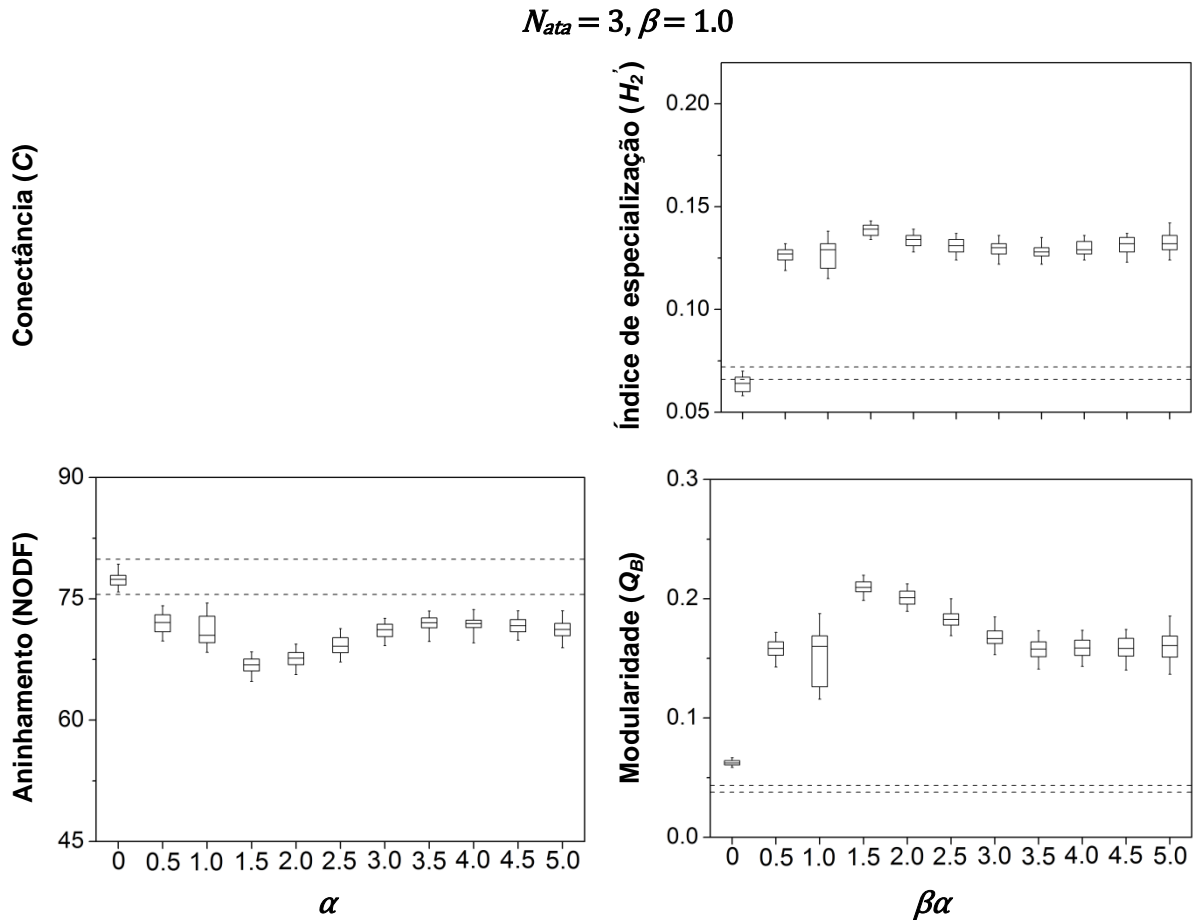 Nata = 3, β = 1.0
Conectância (C)
Índice de especialização (H2')
0.20
0.15
0.10
0.05
Aninhamento (NODF)
90
75
60
45
0 0.5 1.0 1.5 2.0 2.5 3.0 3.5 4.0 4.5 5.0
α
Modularidade (QB)
0.3
0.2
0.1
0.0
0 0.5 1.0 1.5 2.0 2.5 3.0 3.5 4.0 4.5 5.0
βα